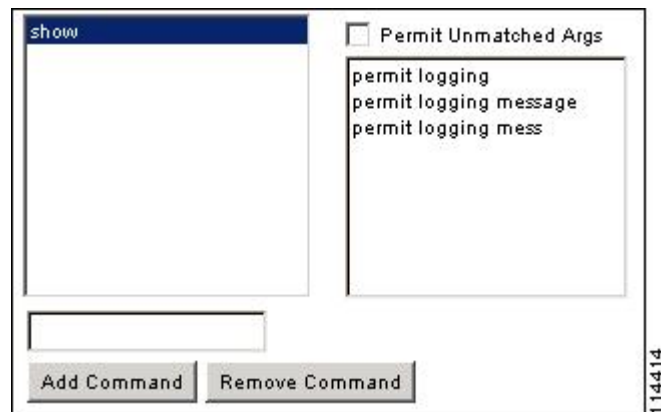 show
Permit Unmatched Args
permit logging
permit logging message
permit logging mess
Add Command
Remove Command
114414